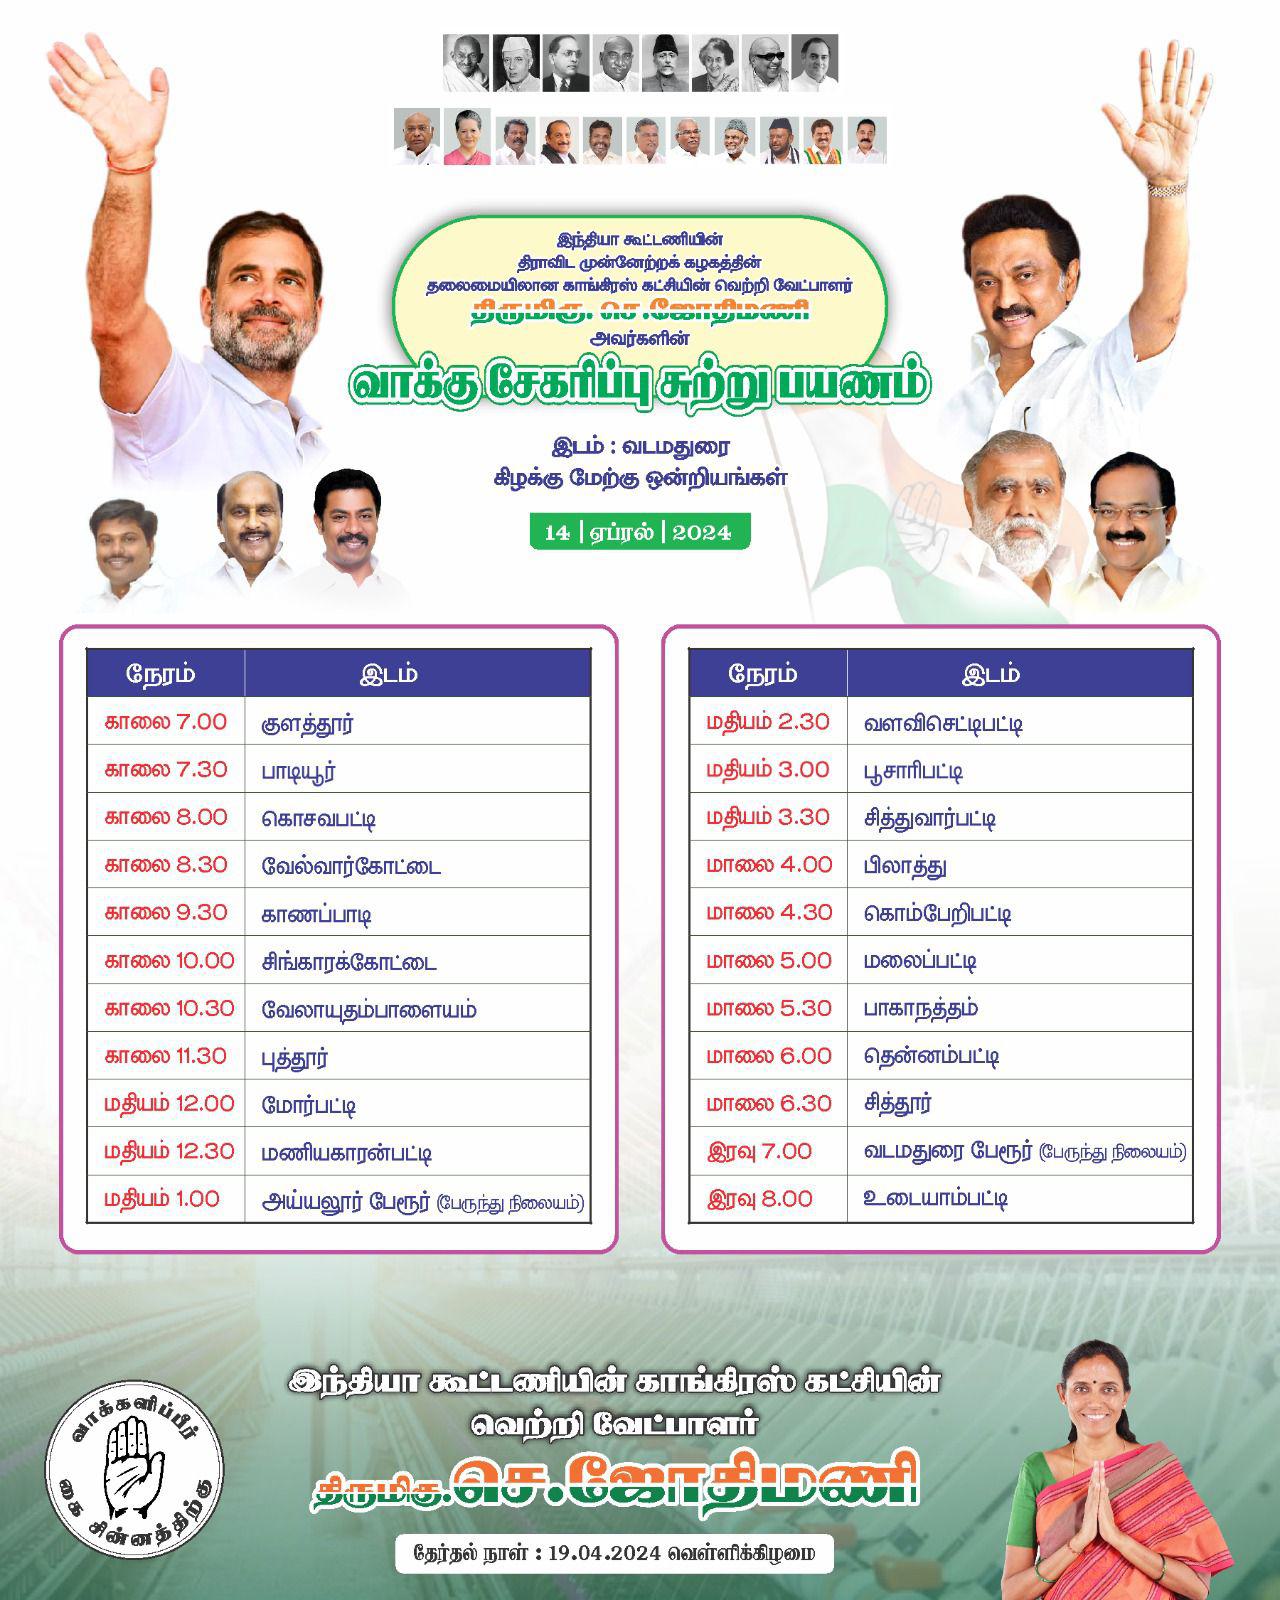 இந்தியா கூட்டணியின்
திராவிட முன்னேற்றக் கழகத்தின்
தலைமையிலான காங்கிரஸ் கட்சியின் வெற்றி வேட்பாளர்
திருமிகு. செ.ஜோதிமணி
அவர்களின்
வாக்கு சேகரிப்பு சுற்று பயணம்
இடம் : வடமதுரை
கிழக்கு மேற்கு ஒன்றியங்கள்
14 | ஏப்ரல் | 2024
நேரம் இடம்
காலை 7.00 குளத்தூர்
காலை 7.30 பாடியூர்
காலை 8.00 கொசவபட்டி
காலை 8.30 வேல்வார்கோட்டை
காலை 9.30 காணப்பாடி
காலை 10.00 சிங்காரக்கோட்டை
காலை 10.30 வேலாயுதம்பாளையம்
காலை 11.30 புத்தூர்
மதியம் 12.00 மோர்பட்டி
மதியம் 12.30 மணியகாரன்பட்டி
மதியம் 1.00 அய்யலூர் பேரூர் (பேருந்து நிலையம்)
நேரம் இடம்
மதியம் 2.30 வளவிசெட்டிபட்டி
மதியம் 3.00 பூசாரிபட்டி
மதியம் 3.30 சித்துவார்பட்டி
மாலை 4.00 பிலாத்து
மாலை 4.30 கொம்பேறிபட்டி
மாலை 5.00 மலைப்பட்டி
மாலை 5.30 பாகாநத்தம்
மாலை 6.00 தென்னம்பட்டி
மாலை 6.30 சித்தூர்
இரவு 7.00 வடமதுரை பேரூர் (பேருந்து நிலையம்)
இரவு 8.00 உடையாம்பட்டி
இந்தியா கூட்டணியின் காங்கிரஸ் கட்சியின்
வெற்றி வேட்பாளர்
திருமிகு.செ.ஜோதிமணி
தேர்தல் நாள் : 19.04.2024 வெள்ளிக்கிழமை
வாக்களிப்பீர்
கை சின்னத்திற்கு